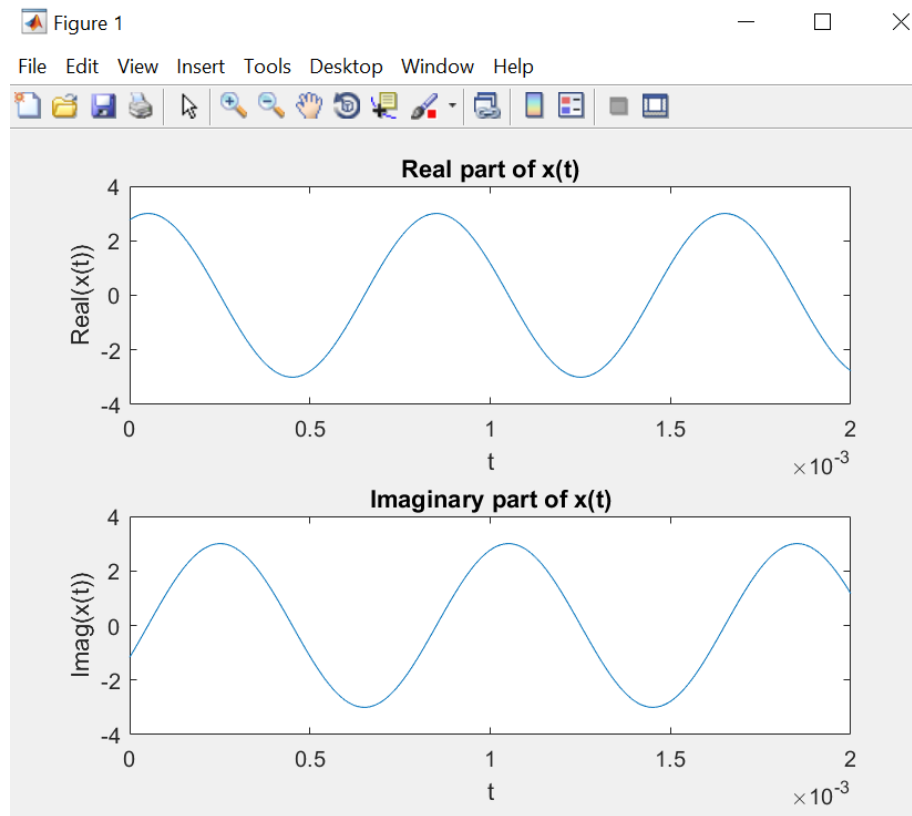 Figure 1
File Edit View Insert Tools Desktop Window Help
Real part of x(t)
4
2
0
-2
-4
Real(x(t))
0 0.5 1 1.5 2
t
×10^-3
Imaginary part of x(t)
4
2
0
-2
-4
Imag(x(t))
0 0.5 1 1.5 2
t
×10^-3